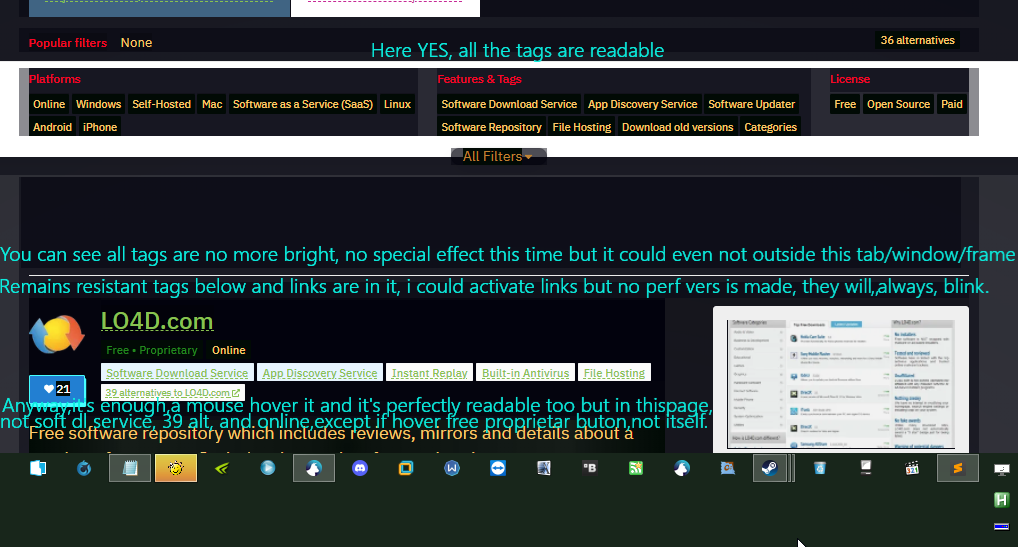 Popular filters None 36 alternatives
Here YES, all the tags are readable
Platforms Features & Tags License
Online Windows Self-Hosted Mac Software as a Service (SaaS) Linux Software Download Service App Discovery Service Software Updater Free Open Source Paid
Android iPhone Software Repository File Hosting Download old versions Categories
All Filters
You can see all tags are no more bright, no special effect this time but it could even not outside this tab/window/frame
Remains resistant tags below and links are in it, i could activate links but no perf vers is made, they will,,always, blink.
LO4D.com
Free • Proprietary Online
Software Download Service App Discovery Service Instant Replay Built-in Antivirus File Hosting
21
39 alternatives to LO4D.com
Anyway,it's enough a mouse hover it and it's perfectly readable too but in thispage,
not soft dl service, 39 alt, and online,except if hover free proprietar buton,not itself.
Free software repository which includes reviews, mirrors and details about a